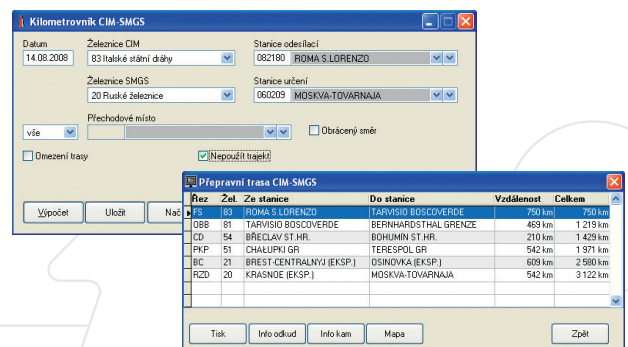 Kilometrovník CIM-SMGS
Datum Železnice CIM Stanice odesílací
14.08.2008 83 Italské státní dráhy 082180 ROMA S.LORENZO
Železnice SMGS Stanice určení
20 Ruské železnice 060209 MOSKVA-TOVARNAJA
Přechodové místo
vše Obrácený směr
Omezení trasy Nepoužít trajekt
Výpočet Uložit Nač
Přepravní trasa CIM-SMGS
Řez Žel. Ze stanice Do stanice Vzdálenost Celkem
FS 83 ROMA S.LORENZO TARVISIO BOSCOVERDE 750 km 750 km
OBB 81 TARVISIO BOSCOVERDE BERNHARDSTHAL GRENZE 469 km 1 219 km
CD 54 BŘECLAV ST.HR. BOHUMÍN ST.HR. 210 km 1 429 km
PKP 51 CHAŁUPKI GR TERESPOL GR 542 km 1 971 km
BC 21 BREST-CENTRALNYJ (EKSP.) OSINOVKA (EKSP.) 609 km 2 580 km
RZD 20 KRASNOE (EKSP.) MOSKVA-TOVARNAJA 542 km 3 122 km
Tisk Info odkud Info kam Mapa Zpět